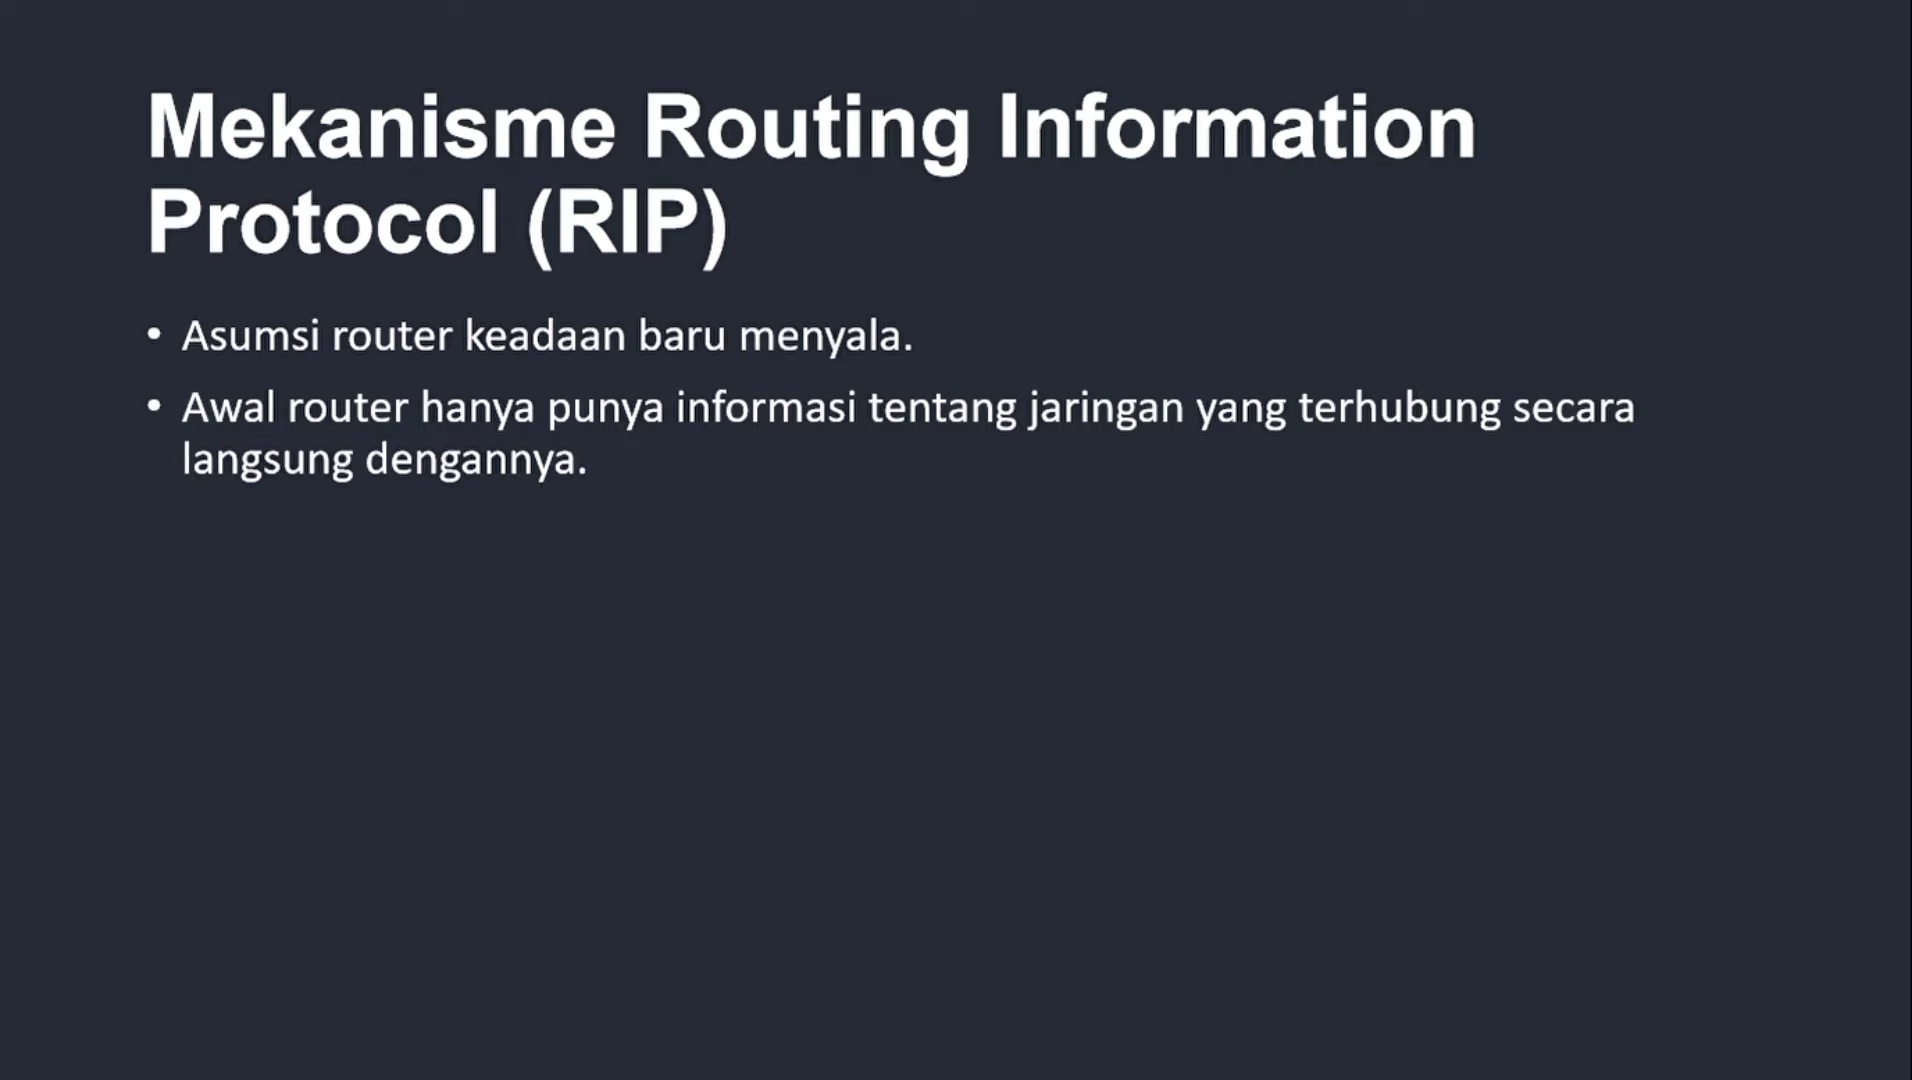 Mekanisme Routing Information
Protocol (RIP)
• Asumsi router keadaan baru menyala.
• Awal router hanya punya informasi tentang jaringan yang terhubung secara
langsung dengannya.